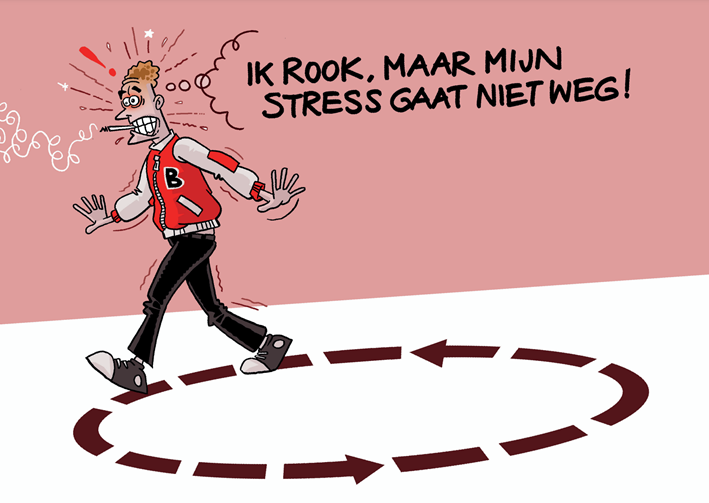 IK ROOK, MAAR MIJN
STRESS GAAT NIET WEG!
!
B